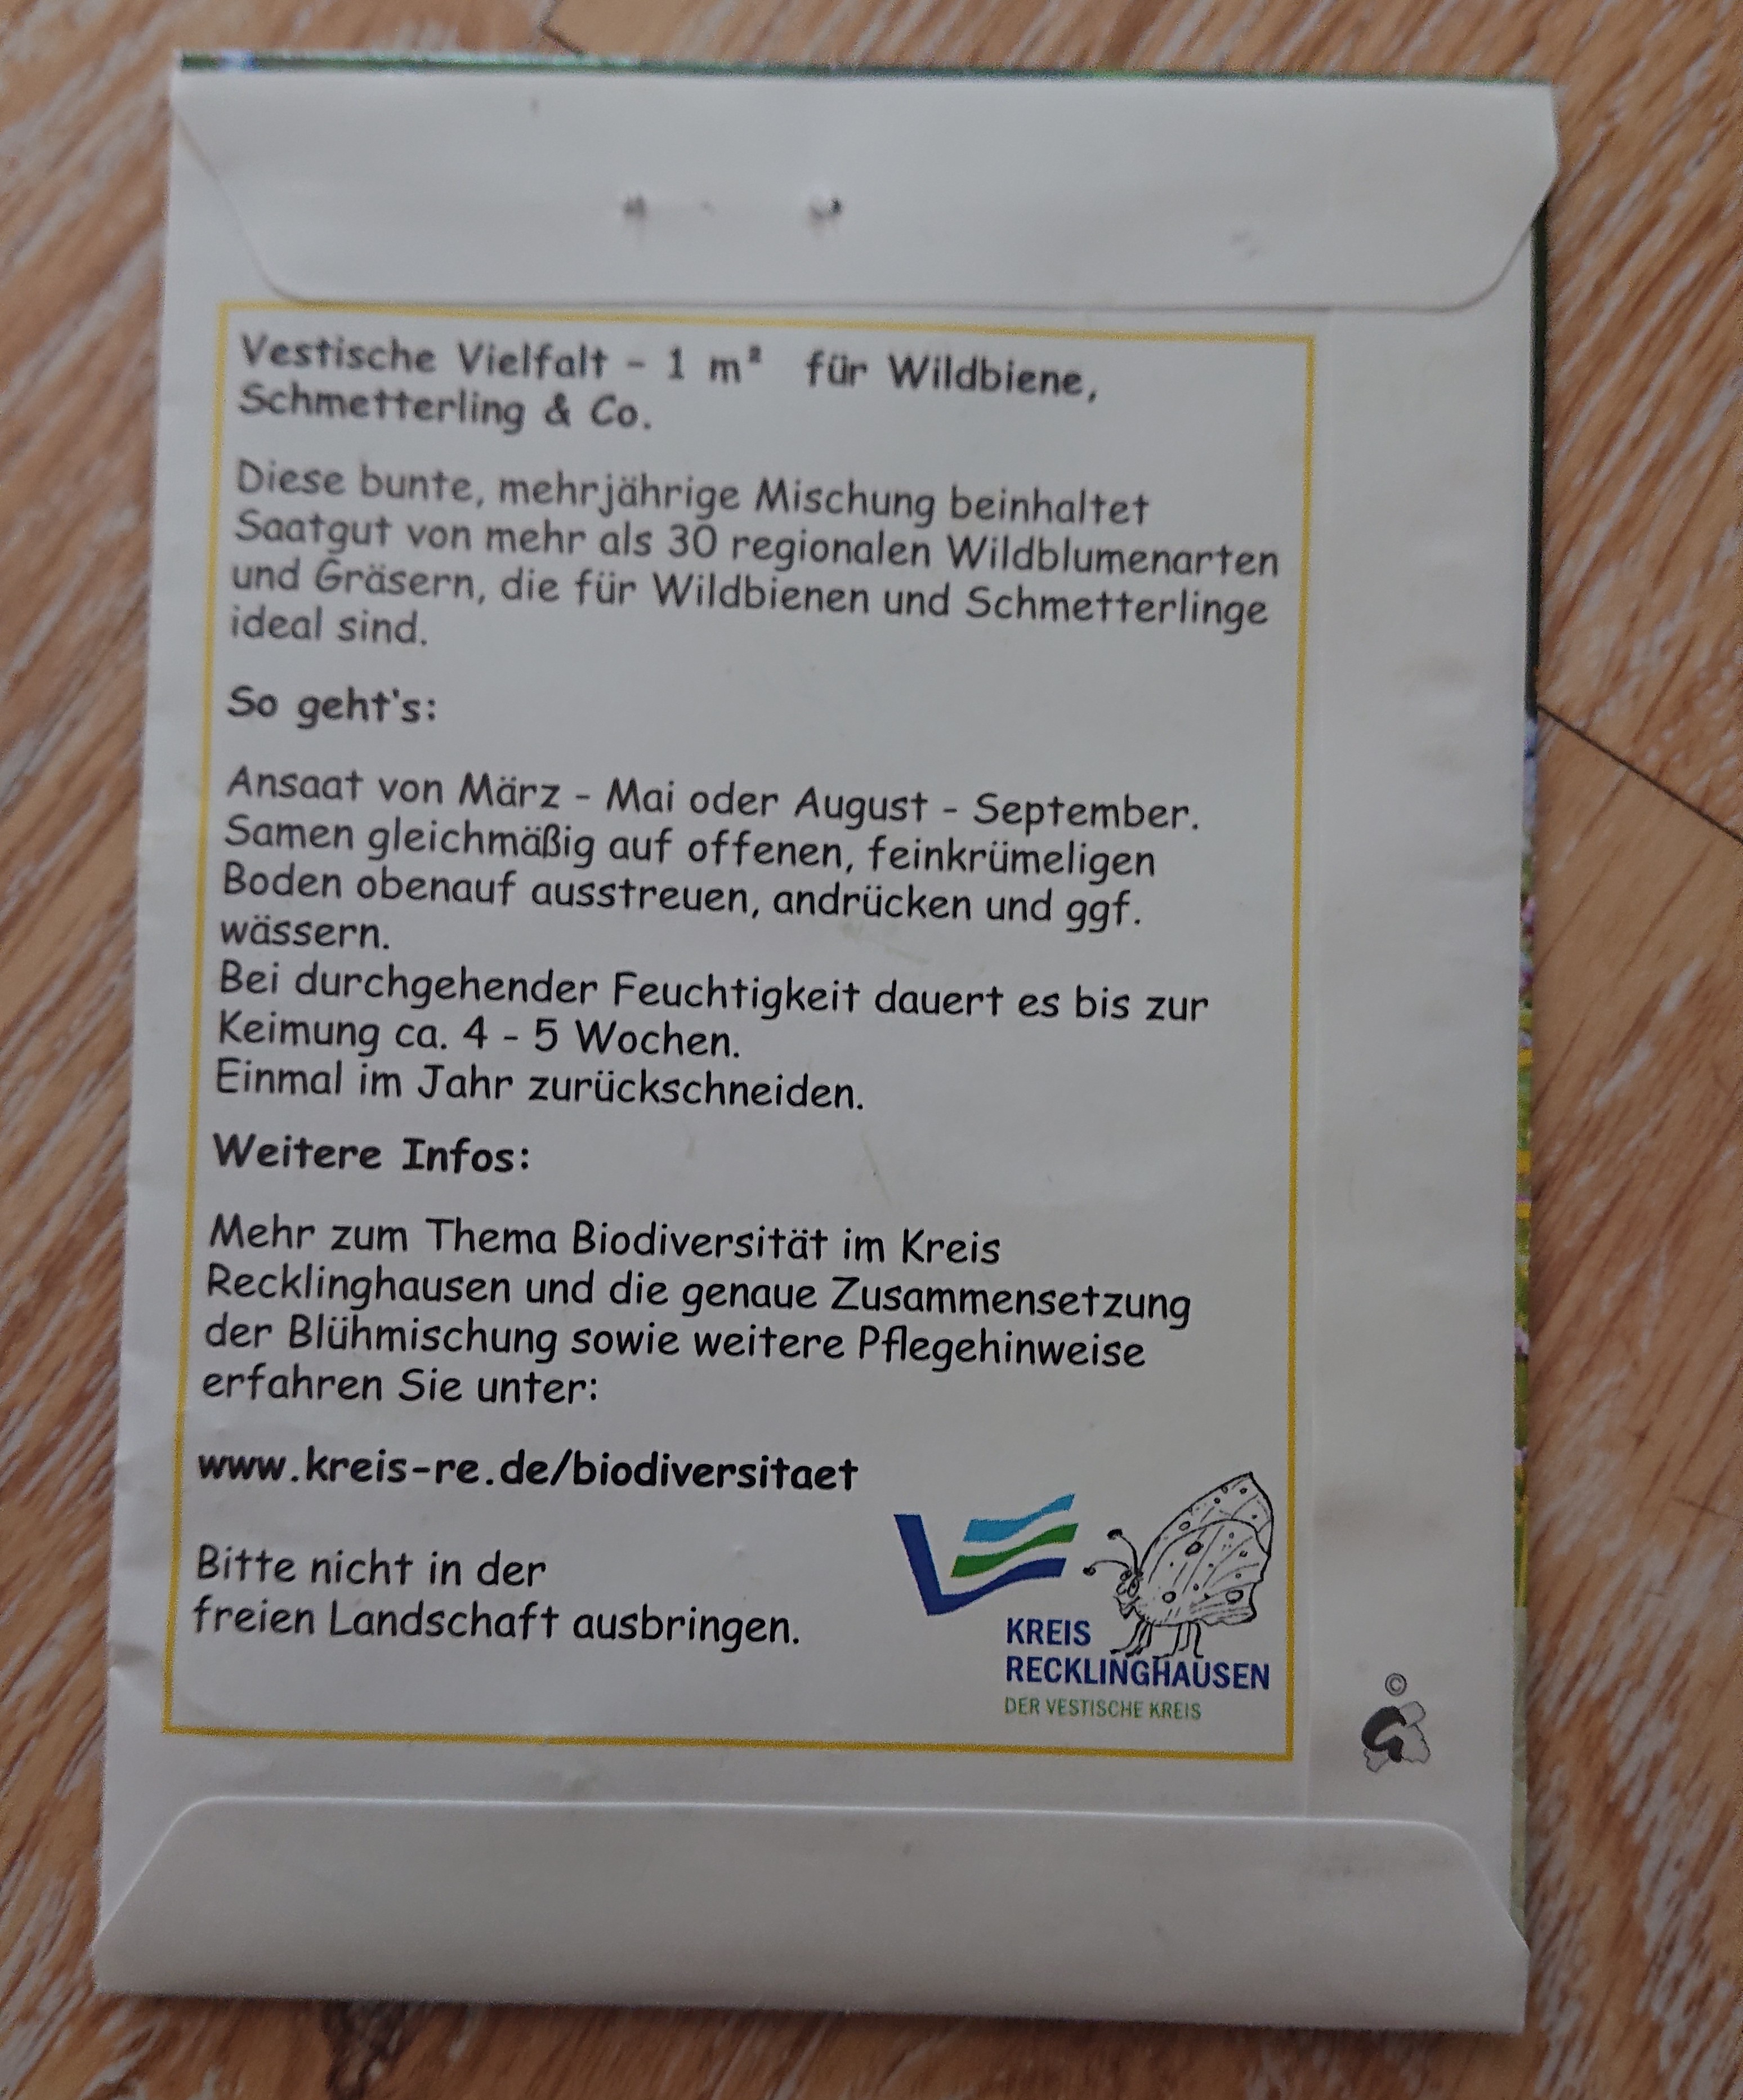 Vestische Vielfalt - 1 m² für Wildbiene,
Schmetterling & Co.
Diese bunte, mehrjährige Mischung beinhaltet
Saatgut von mehr als 30 regionalen Wildblumenarten
und Gräsern, die für Wildbienen und Schmetterlinge
ideal sind.
So geht's:
Ansaat von März - Mai oder August - September.
Samen gleichmäßig auf offenen, feinkrümeligen
Boden obenauf ausstreuen, andrücken und ggf.
wässern.
Bei durchgehender Feuchtigkeit dauert es bis zur
Keimung ca. 4 - 5 Wochen.
Einmal im Jahr zurückschneiden.
Weitere Infos:
Mehr zum Thema Biodiversität im Kreis
Recklinghausen und die genaue Zusammensetzung
der Blühmischung sowie weitere Pflegehinweise
erfahren Sie unter:
www.kreis-re.de/biodiversitaet
Bitte nicht in der
freien Landschaft ausbringen.
KREIS
RECKLINGHAUSEN
DER VESTISCHE KREIS
©
G